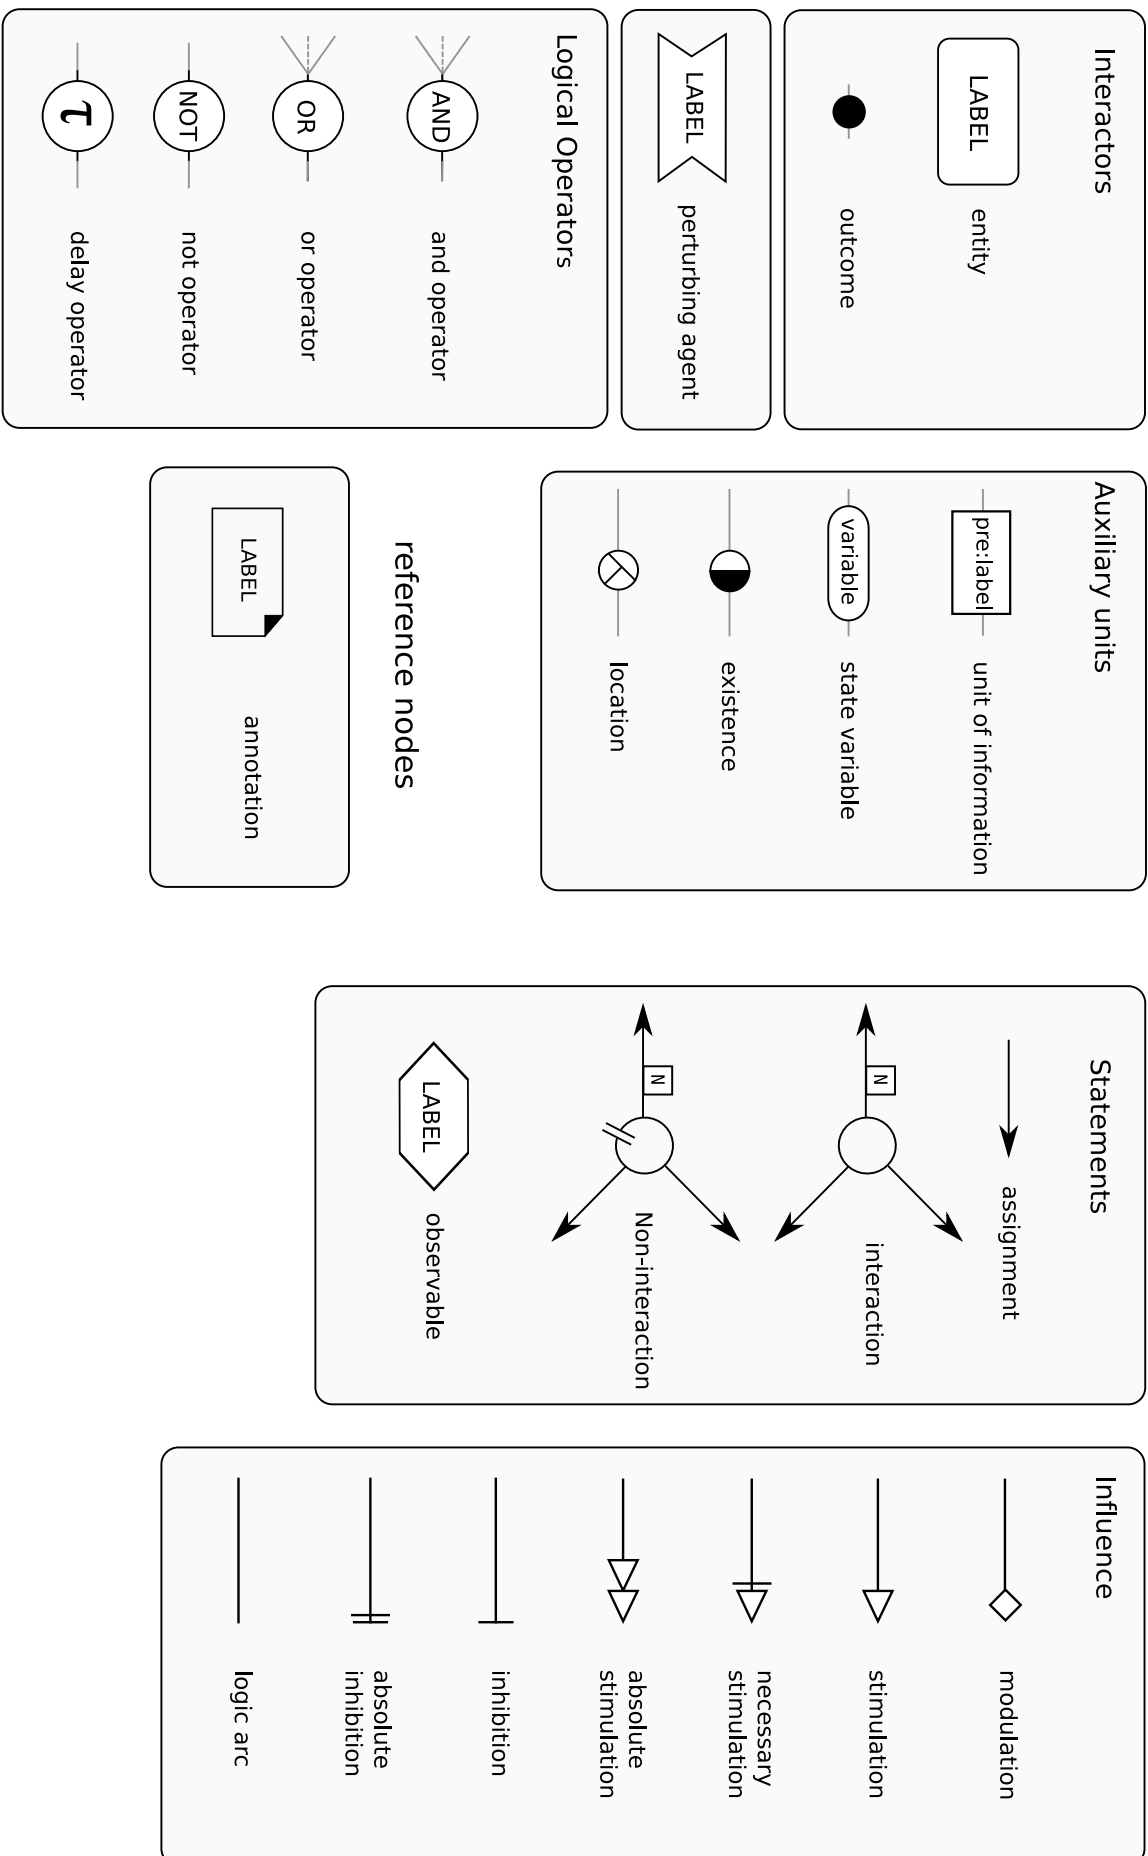 Interactors
LABEL
entity
outcome
LABEL
perturbing agent
Logical Operators
AND
and operator
OR
or operator
NOT
not operator
τ
delay operator
Auxiliary units
pre:label
unit of information
variable
state variable
existence
location
reference nodes
LABEL
annotation
Statements
assignment
N
interaction
N
Non-interaction
LABEL
observable
Influence
modulation
stimulation
necessary
stimulation
absolute
stimulation
inhibition
absolute
inhibition
logic arc